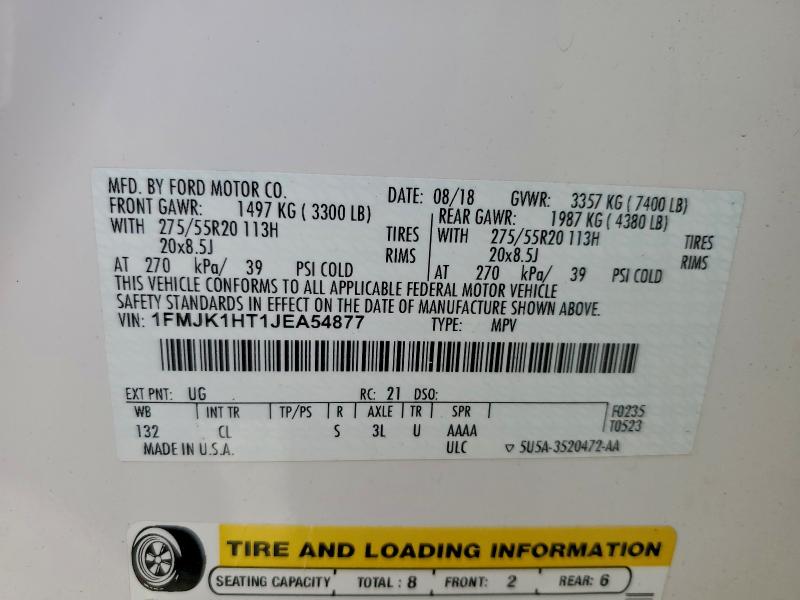 MFD. BY FORD MOTOR CO. DATE: 08/18 GVWR: 3357 KG ( 7400 LB)
FRONT GAWR: 1497 KG ( 3300 LB) REAR GAWR: 1987 KG ( 4380 LB)
WITH 275/55R20 113H TIRES WITH 275/55R20 113H TIRES
20x8.5J RIMS 20x8.5J RIMS
AT 270 kPa/ 39 PSI COLD AT 270 kPa/ 39 PSI COLD
THIS VEHICLE CONFORMS TO ALL APPLICABLE FEDERAL MOTOR VEHICLE
SAFETY STANDARDS IN EFFECT ON THE DATE OF MANUFACTURE SHOWN ABOVE.
VIN: 1FMJK1HT1JEA54877 TYPE: MPV
EXT PNT: UG RC: 21 DSO:
WB INT TR TP/PS R AXLE TR SPR F0235
132 CL S 3L U AAAA T0523
MADE IN U.S.A. ULC ▽ 5U5A-3520472-AA
TIRE AND LOADING INFORMATION
SEATING CAPACITY TOTAL : 8 FRONT: 2 REAR: 6